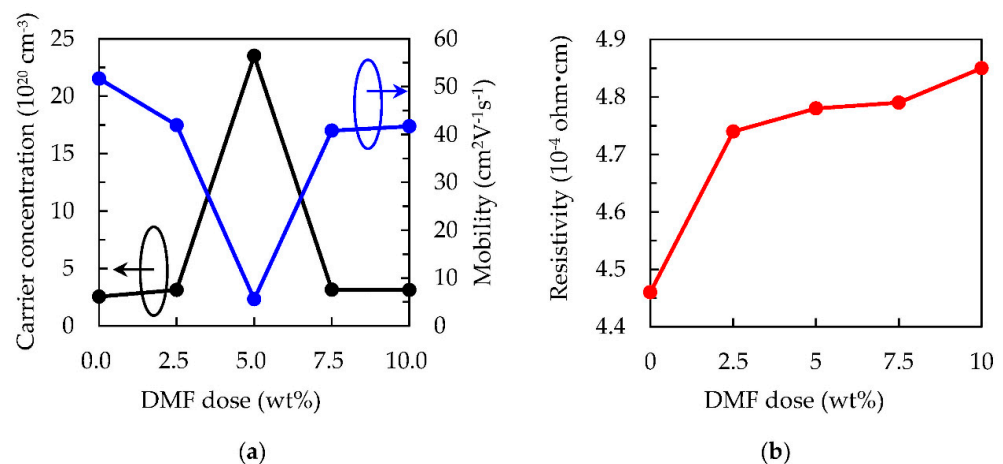 25
20
15
10
5
0
Carrier concentration (10²⁰ cm⁻³)
60
50
40
30
20
10
0
Mobility (cm²V⁻¹s⁻¹)
0.0 2.5 5.0 7.5 10.0
DMF dose (wt%)
(a)
4.9
4.8
4.7
4.6
4.5
4.4
Resistivity (10⁻⁴ ohm•cm)
0 2.5 5 7.5 10
DMF dose (wt%)
(b)